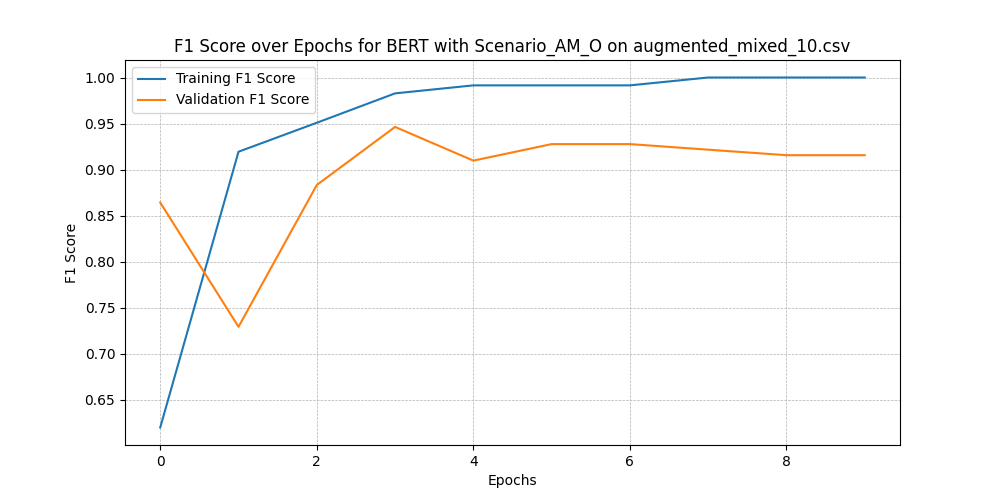 F1 Score over Epochs for BERT with Scenario_AM_O on augmented_mixed_10.csv
Training F1 Score
Validation F1 Score
1.00
0.95
0.90
0.85
0.80
0.75
0.70
0.65
F1 Score
0 2 4 6 8
Epochs